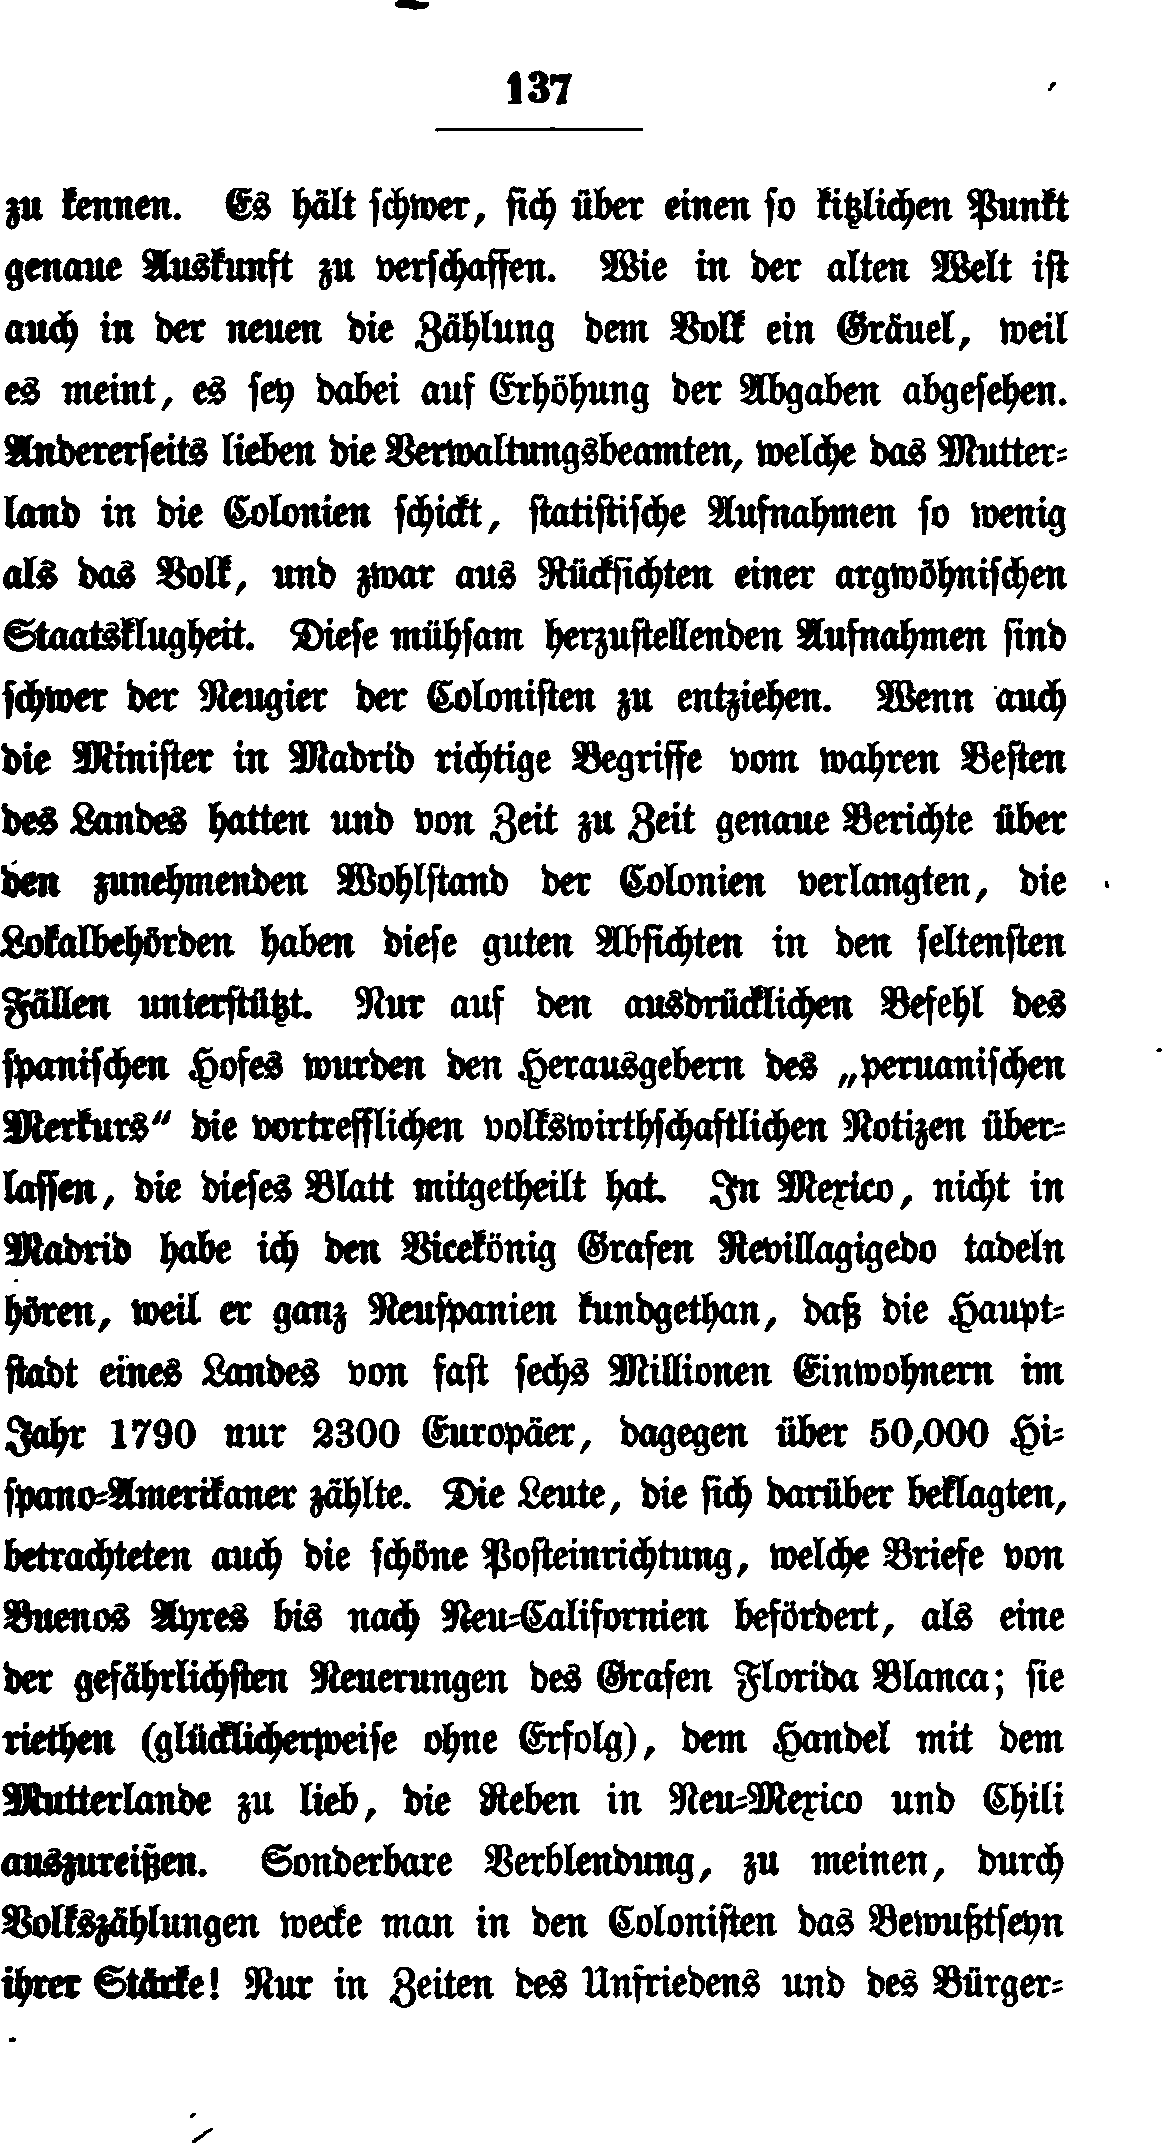 137
zu kennen. Es hält schwer, sich über einen so kitzlichen Punkt
genaue Auskunft zu verschaffen. Wie in der alten Welt ist
auch in der neuen die Zählung dem Volk ein Gräuel, weil
es meint, es sey dabei auf Erhöhung der Abgaben abgesehen.
Andererseits lieben die Verwaltungsbeamten, welche das Mutter-
land in die Colonien schickt, statistische Aufnahmen so wenig
als das Volk, und zwar aus Rücksichten einer argwöhnischen
Staatsklugheit. Diese mühsam herzustellenden Aufnahmen sind
schwer der Neugier der Colonisten zu entziehen. Wenn auch
die Minister in Madrid richtige Begriffe vom wahren Besten
des Landes hatten und von Zeit zu Zeit genaue Berichte über
den zunehmenden Wohlstand der Colonien verlangten, die
Lokalbehörden haben diese guten Absichten in den seltensten
Fällen unterstützt. Nur auf den ausdrücklichen Befehl des
spanischen Hofes wurden den Herausgebern des „peruanischen
Merkurs“ die vortrefflichen volkswirthschaftlichen Notizen über-
lassen, die dieses Blatt mitgetheilt hat. In Mexico, nicht in
Madrid habe ich den Vicekönig Grafen Revillagigedo tadeln
hören, weil er ganz Neuspanien kundgethan, daß die Haupt-
stadt eines Landes von fast sechs Millionen Einwohnern im
Jahr 1790 nur 2300 Europäer, dagegen über 50,000 Hi-
spano-Amerikaner zählte. Die Leute, die sich darüber beklagten,
betrachteten auch die schöne Posteinrichtung, welche Briefe von
Buenos Ayres bis nach Neu-Californien befördert, als eine
der gefährlichsten Neuerungen des Grafen Florida Blanca; sie
riethen (glücklicherweise ohne Erfolg), dem Handel mit dem
Mutterlande zu lieb, die Reben in Neu-Mexico und Chili
auszureißen. Sonderbare Verblendung, zu meinen, durch
Volkszählungen wecke man in den Colonisten das Bewußtseyn
ihrer Stärke! Nur in Zeiten des Unfriedens und des Bürger-